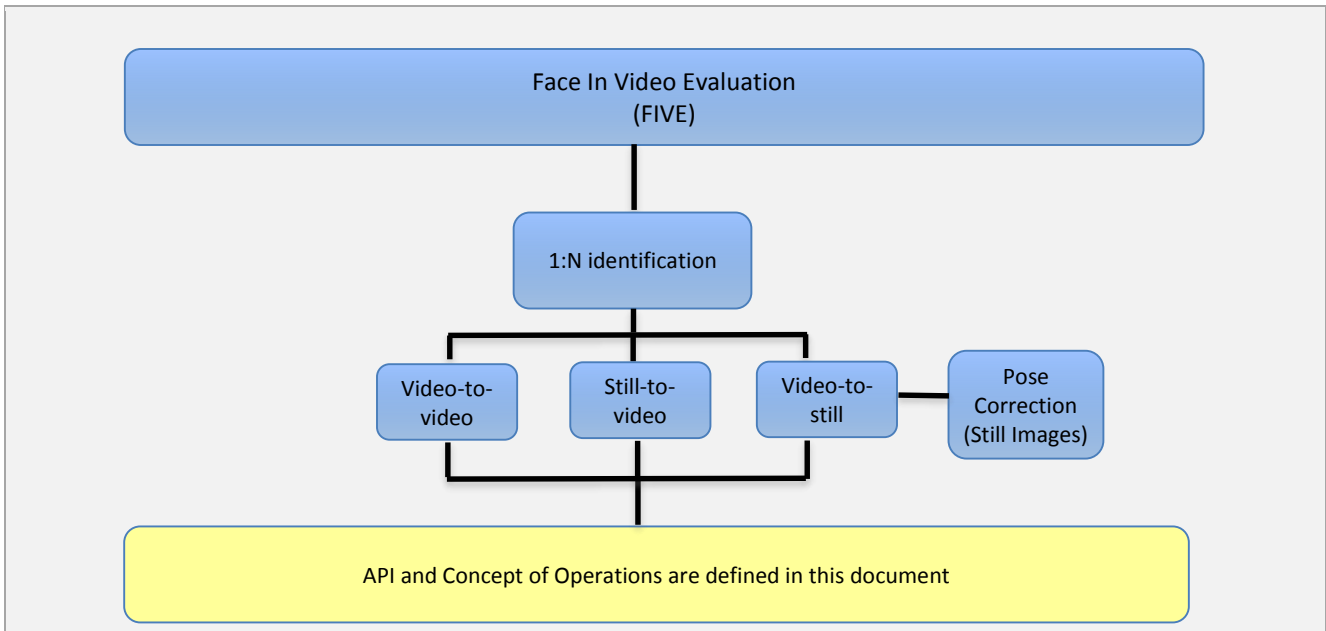 Face In Video Evaluation
(FIVE)
1:N identification
Video-to-
video
Still-to-
video
Video-to-
still
Pose
Correction
(Still Images)
API and Concept of Operations are defined in this document